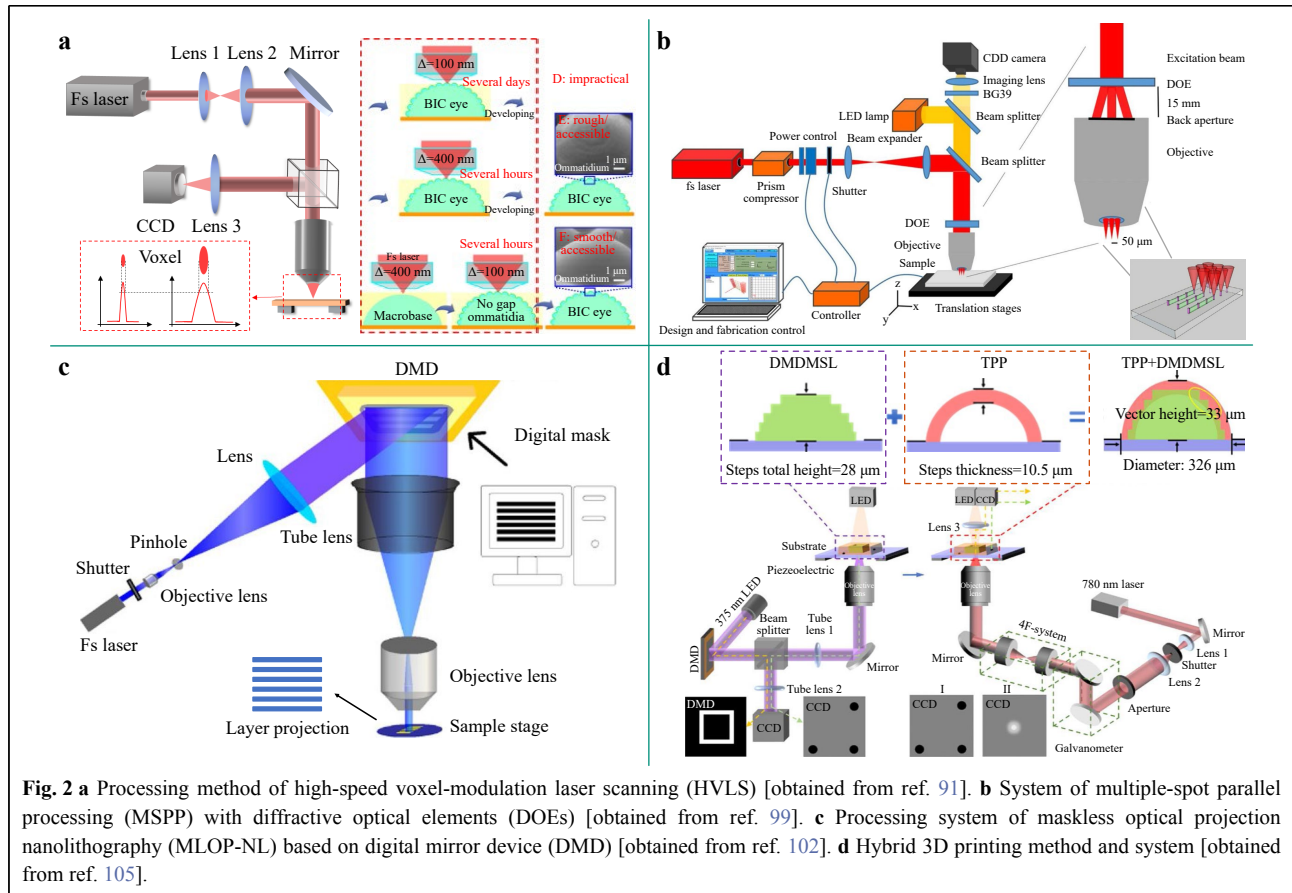 a
Lens 1
Lens 2
Mirror
Fs laser
CCD
Lens 3
Voxel
Δ=100 nm
Several days
BIC eye
Developing
D: impractical
Δ=400 nm
Several hours
BIC eye
Developing
E: rough/
accessible
1 μm
Ommatidium
BIC eye
Several hours
Fs laser
Δ=400 nm
Δ=100 nm
Macrobase
No gap
ommatidia
F: smooth/
accessible
1 μm
Ommatidium
BIC eye
b
CDD camera
Imaging lens
BG39
LED lamp
Beam splitter
Power control
Beam expander
Beam splitter
fs laser
Prism
compressor
Shutter
DOE
Objective
Sample
Translation stages
Controller
Design and fabrication control
z
x
y
Excitation beam
DOE
15 mm
Back aperture
Objective
50 μm
c
DMD
Digital mask
Lens
Tube lens
Pinhole
Shutter
Objective lens
Fs laser
Objective lens
Layer projection
Sample stage
d
DMDMSL
TPP
TPP+DMDMSL
Steps total height=28 μm
+
Steps thickness=10.5 μm
=
Vector height=33 μm
Diameter: 326 μm
LED
LED
CCD
Lens 3
Substrate
Piezoelectric
Objective
lens
Objective
lens
375 nm LED
Beam
splitter
Tube
lens 1
DMD
Mirror
Tube lens 2
DMD
CCD
CCD
780 nm laser
Mirror
4F-system
Mirror
Lens 1
Shutter
Lens 2
Aperture
Galvanometer
I
II
CCD
CCD
Fig. 2 a Processing method of high-speed voxel-modulation laser scanning (HVLS) [obtained from ref. 91]. b System of multiple-spot parallel
processing (MSPP) with diffractive optical elements (DOEs) [obtained from ref. 99]. c Processing system of maskless optical projection
nanolithography (MLOP-NL) based on digital mirror device (DMD) [obtained from ref. 102]. d Hybrid 3D printing method and system [obtained
from ref. 105].